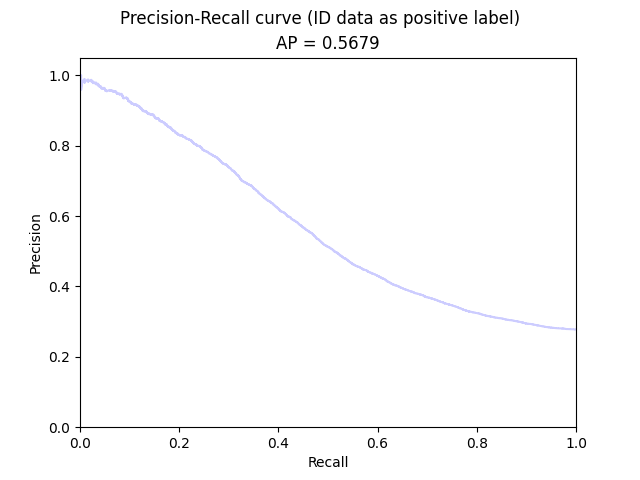 Precision-Recall curve (ID data as positive label)
AP = 0.5679
1.0
0.8
0.6
0.4
0.2
0.0
Precision
0.0 0.2 0.4 0.6 0.8 1.0
Recall